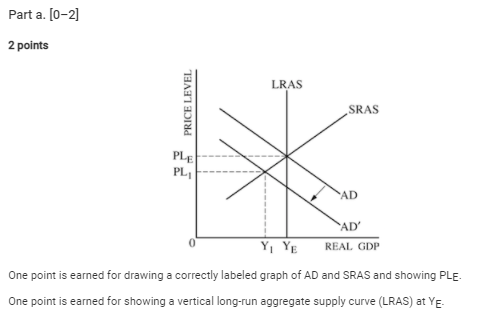 Part a. [0–2]
2 points
PRICE LEVEL
LRAS
SRAS
PLE
PL1
AD
AD'
0
Y1 YE REAL GDP
One point is earned for drawing a correctly labeled graph of AD and SRAS and showing PLE.
One point is earned for showing a vertical long-run aggregate supply curve (LRAS) at YE.